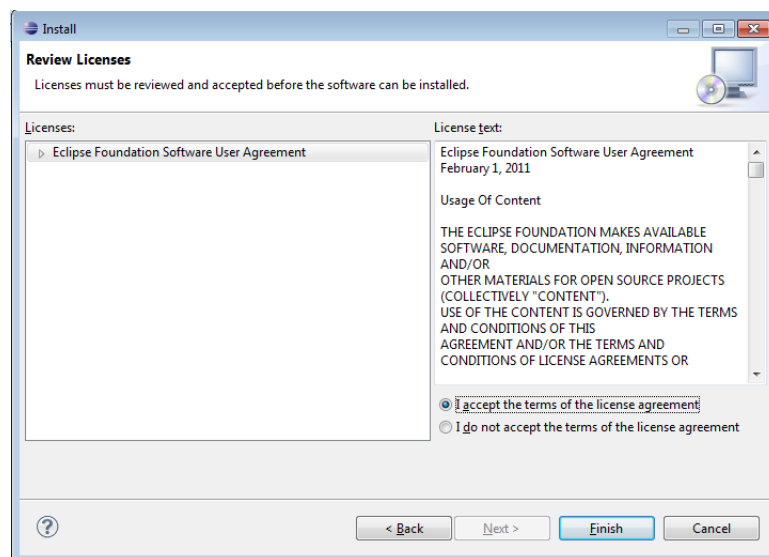 Install
Review Licenses
Licenses must be reviewed and accepted before the software can be installed.
Licenses:
Eclipse Foundation Software User Agreement
License text:
Eclipse Foundation Software User Agreement
February 1, 2011
Usage Of Content
THE ECLIPSE FOUNDATION MAKES AVAILABLE
SOFTWARE, DOCUMENTATION, INFORMATION
AND/OR
OTHER MATERIALS FOR OPEN SOURCE PROJECTS
(COLLECTIVELY "CONTENT").
USE OF THE CONTENT IS GOVERNED BY THE TERMS
AND CONDITIONS OF THIS
AGREEMENT AND/OR THE TERMS AND
CONDITIONS OF LICENSE AGREEMENTS OR
I accept the terms of the license agreement
I do not accept the terms of the license agreement
? < Back Next > Finish Cancel